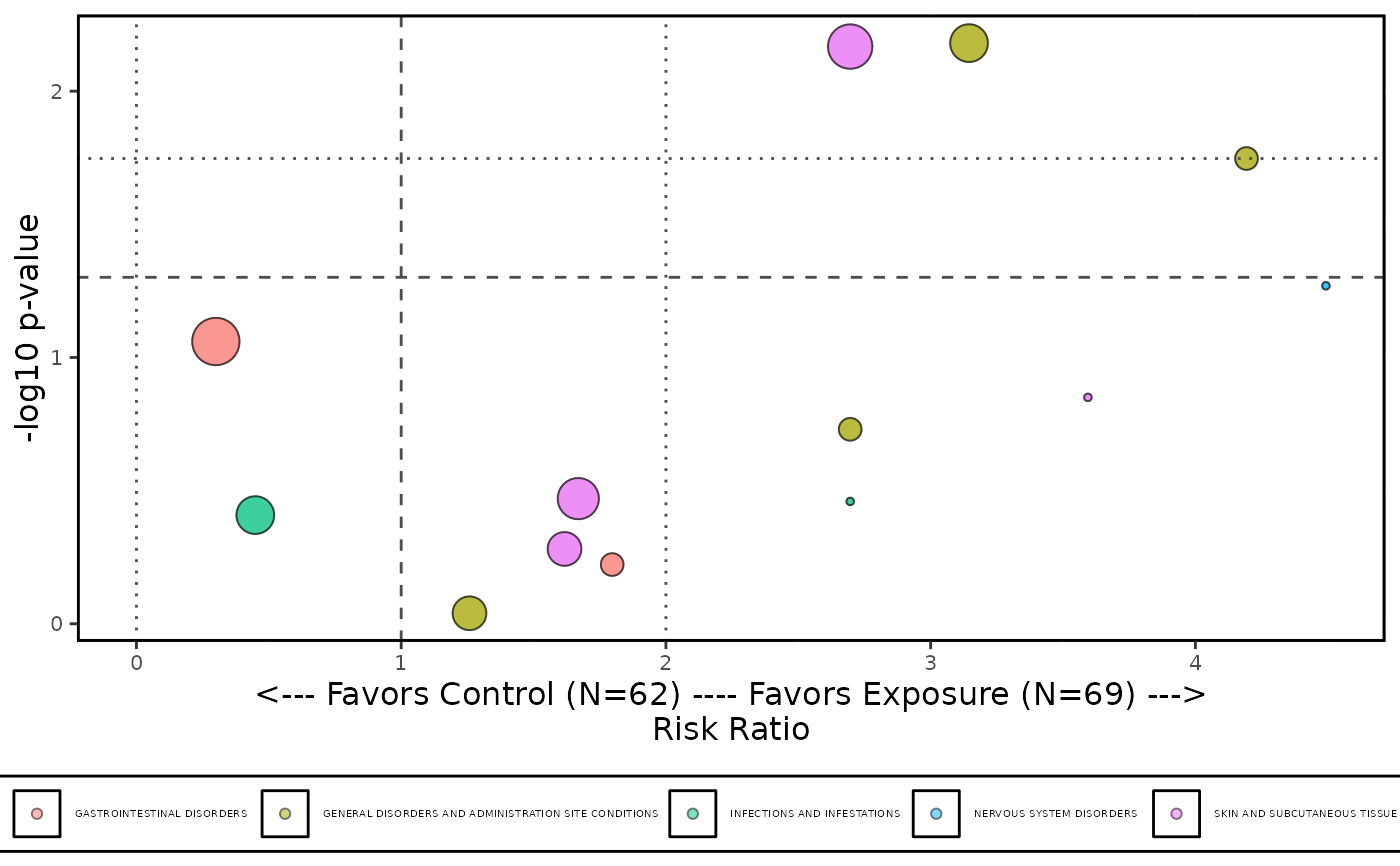 2
1
0
-log10 p-value
0 1 2 3 4
<--- Favors Control (N=62) ---- Favors Exposure (N=69) --->
Risk Ratio
GASTROINTESTINAL DISORDERS GENERAL DISORDERS AND ADMINISTRATION SITE CONDITIONS INFECTIONS AND INFESTATIONS NERVOUS SYSTEM DISORDERS SKIN AND SUBCUTANEOUS TISSUE